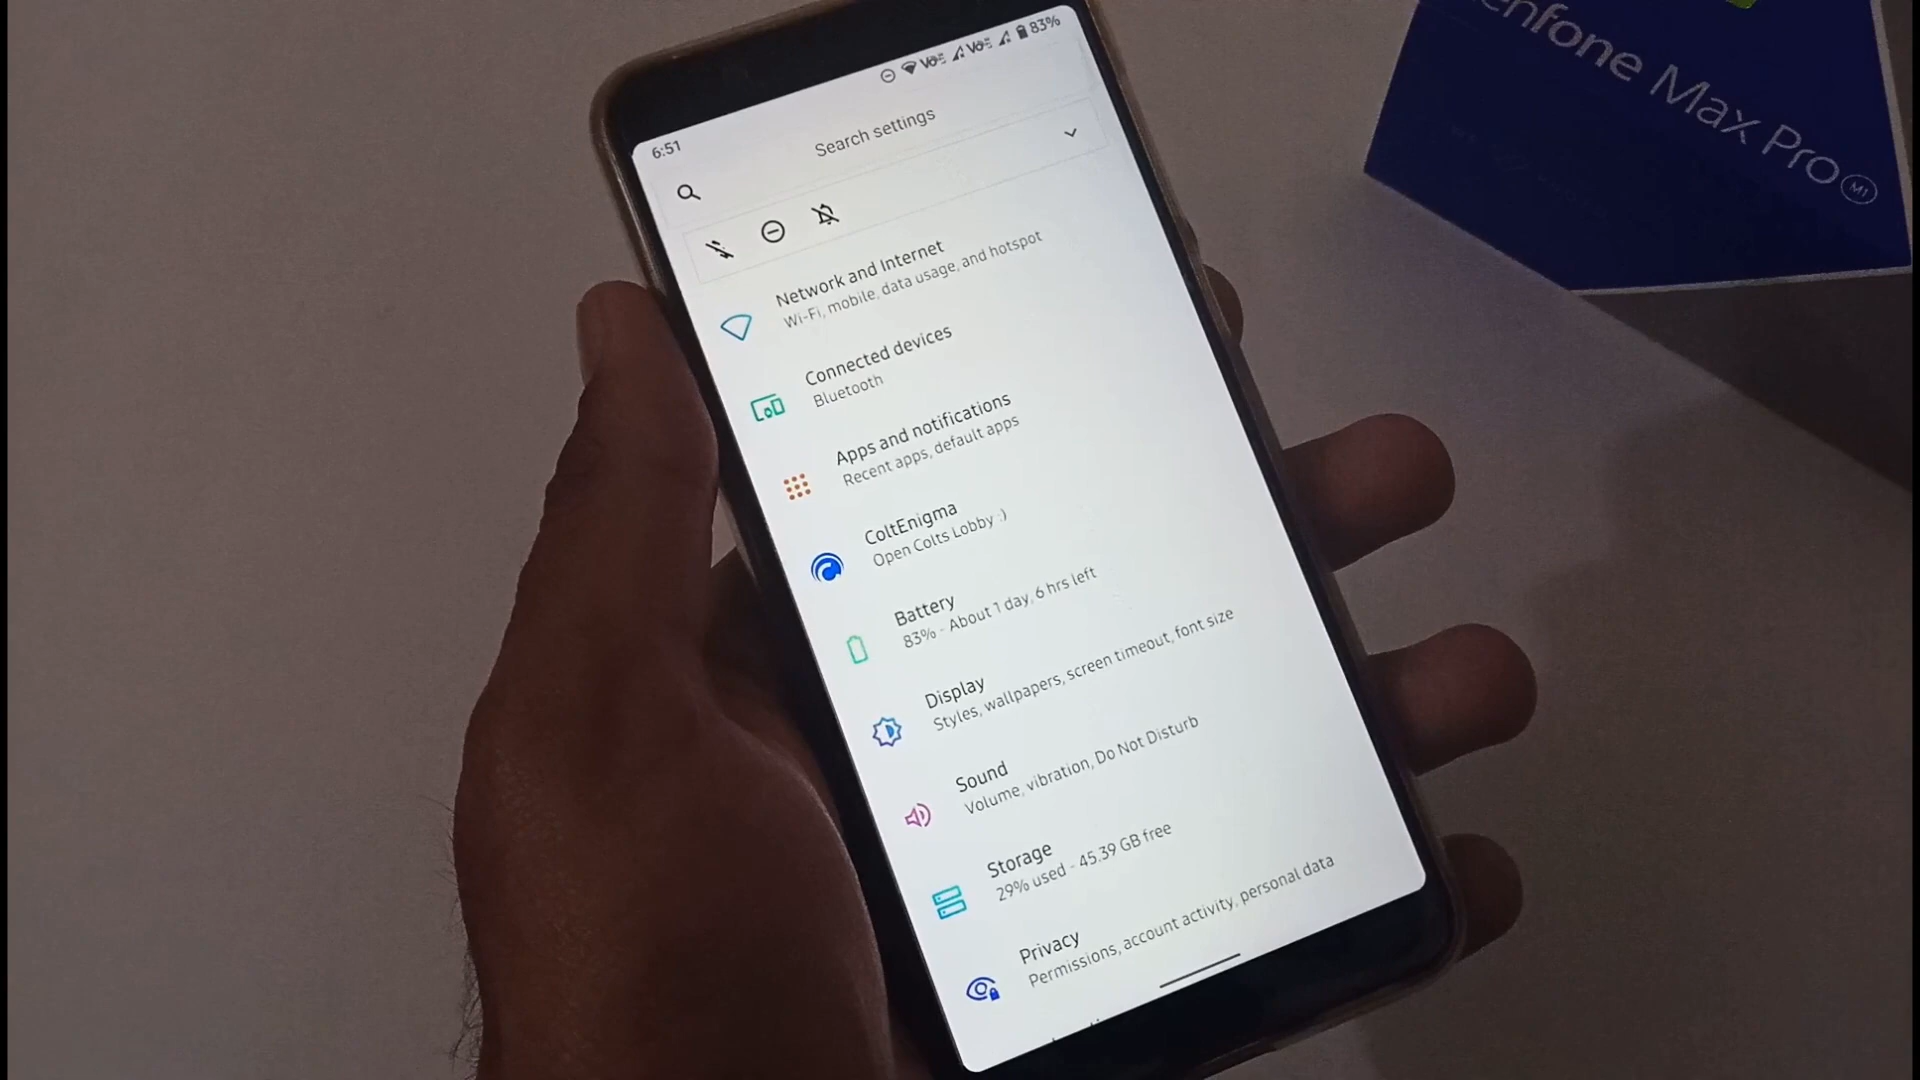 6:51
83%
Search settings
Network and Internet
Wi-Fi, mobile, data usage, and hotspot
Connected devices
Bluetooth
Apps and notifications
Recent apps, default apps
ColtEnigma
Open Colts Lobby :)
Battery
83% - About 1 day, 6 hrs left
Display
Styles, wallpapers, screen timeout, font size
Sound
Volume, vibration, Do Not Disturb
Storage
29% used - 45.39 GB free
Privacy
Permissions, account activity, personal data
enfone Max Pro M1